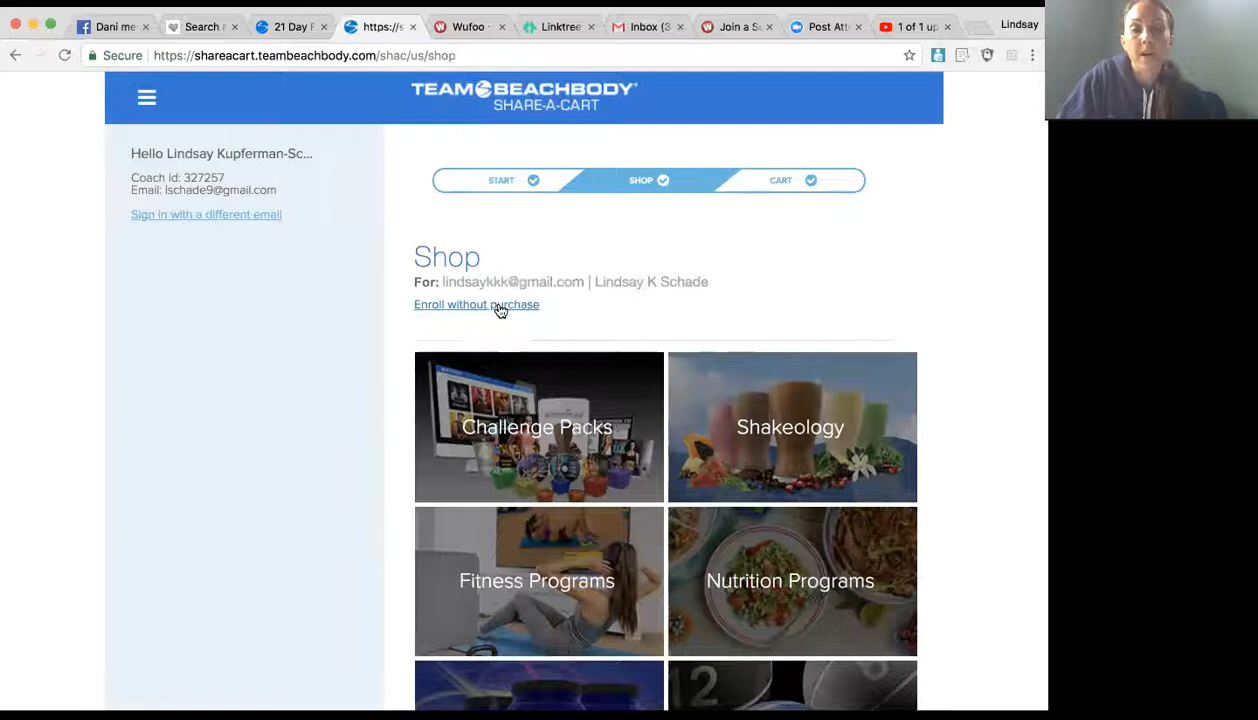 Dani me
Search r
21 Day F
https://s
Wufoo
Linktree
Inbox (3
Join a S
Post Att
1 of 1 up
Lindsay
Secure
https://shareacart.teambeachbody.com/shac/us/shop
TEAM BEACHBODY
SHARE-A-CART
Hello Lindsay Kupferman-Sc...
Coach Id: 327257
Email: lschade9@gmail.com
Sign in with a different email
START
SHOP
CART
Shop
For: lindsaykkk@gmail.com | Lindsay K Schade
Enroll without purchase
Challenge Packs
Shakeology
Fitness Programs
Nutrition Programs
12